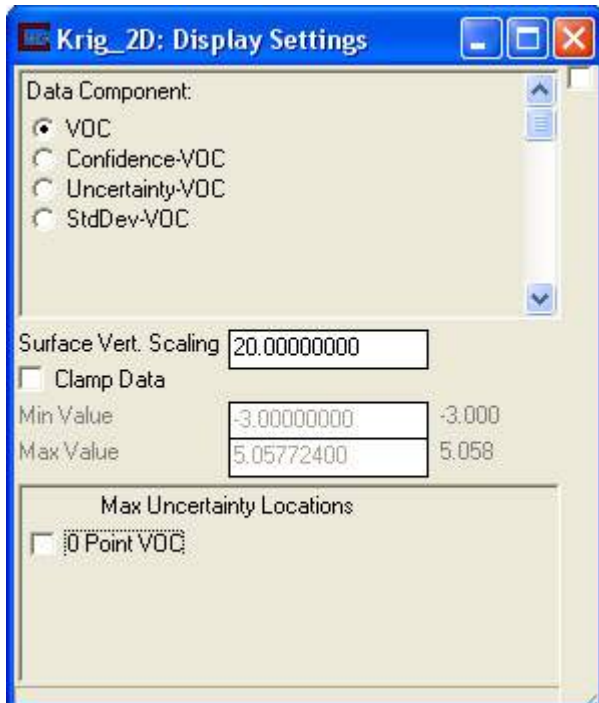 Krig_2D: Display Settings
Data Component:
VOC
Confidence-VOC
Uncertainty-VOC
StdDev-VOC
Surface Vert. Scaling 20.00000000
Clamp Data
Min Value -3.00000000 -3.000
Max Value 5.05772400 5.058
Max Uncertainty Locations
0 Point VOC